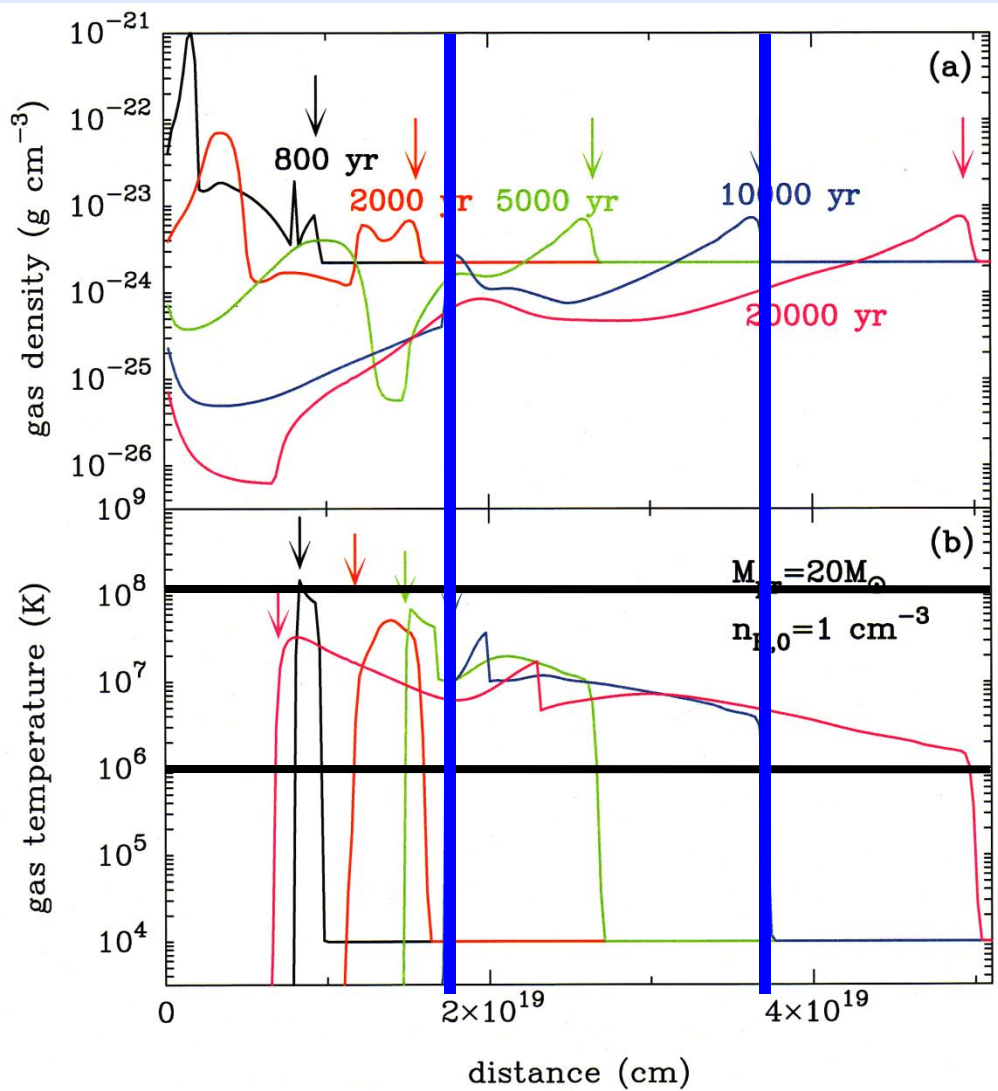 10⁻²¹
(a)
10⁻²²
800 yr
10⁻²³
2000 yr
5000 yr
10000 yr
10⁻²⁴
20000 yr
10⁻²⁵
10⁻²⁶
gas density (g cm⁻³)
10⁹
(b)
10⁸
=20M⊙
10⁷
=1 cm⁻³
10⁶
10⁵
10⁴
gas temperature (K)
0
2×10¹⁹
4×10¹⁹
distance (cm)